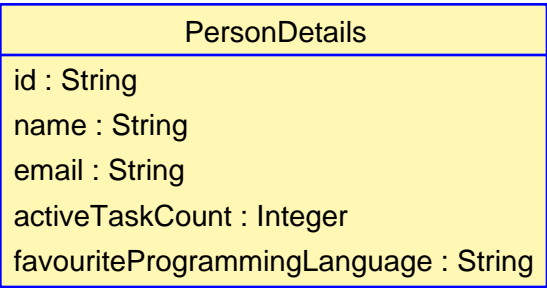 PersonDetails
id : String
name : String
email : String
activeTaskCount : Integer
favouriteProgrammingLanguage : String